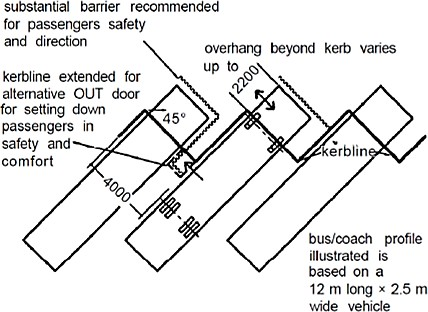 substantial barrier recommended
for passengers safety
and direction
overhang beyond kerb varies
up to
kerbline extended for
alternative OUT door
for setting down
passengers in
safety and
comfort
2200
45°
kerbline
4000
bus/coach profile
illustrated is
based on a
12 m long × 2.5 m
wide vehicle